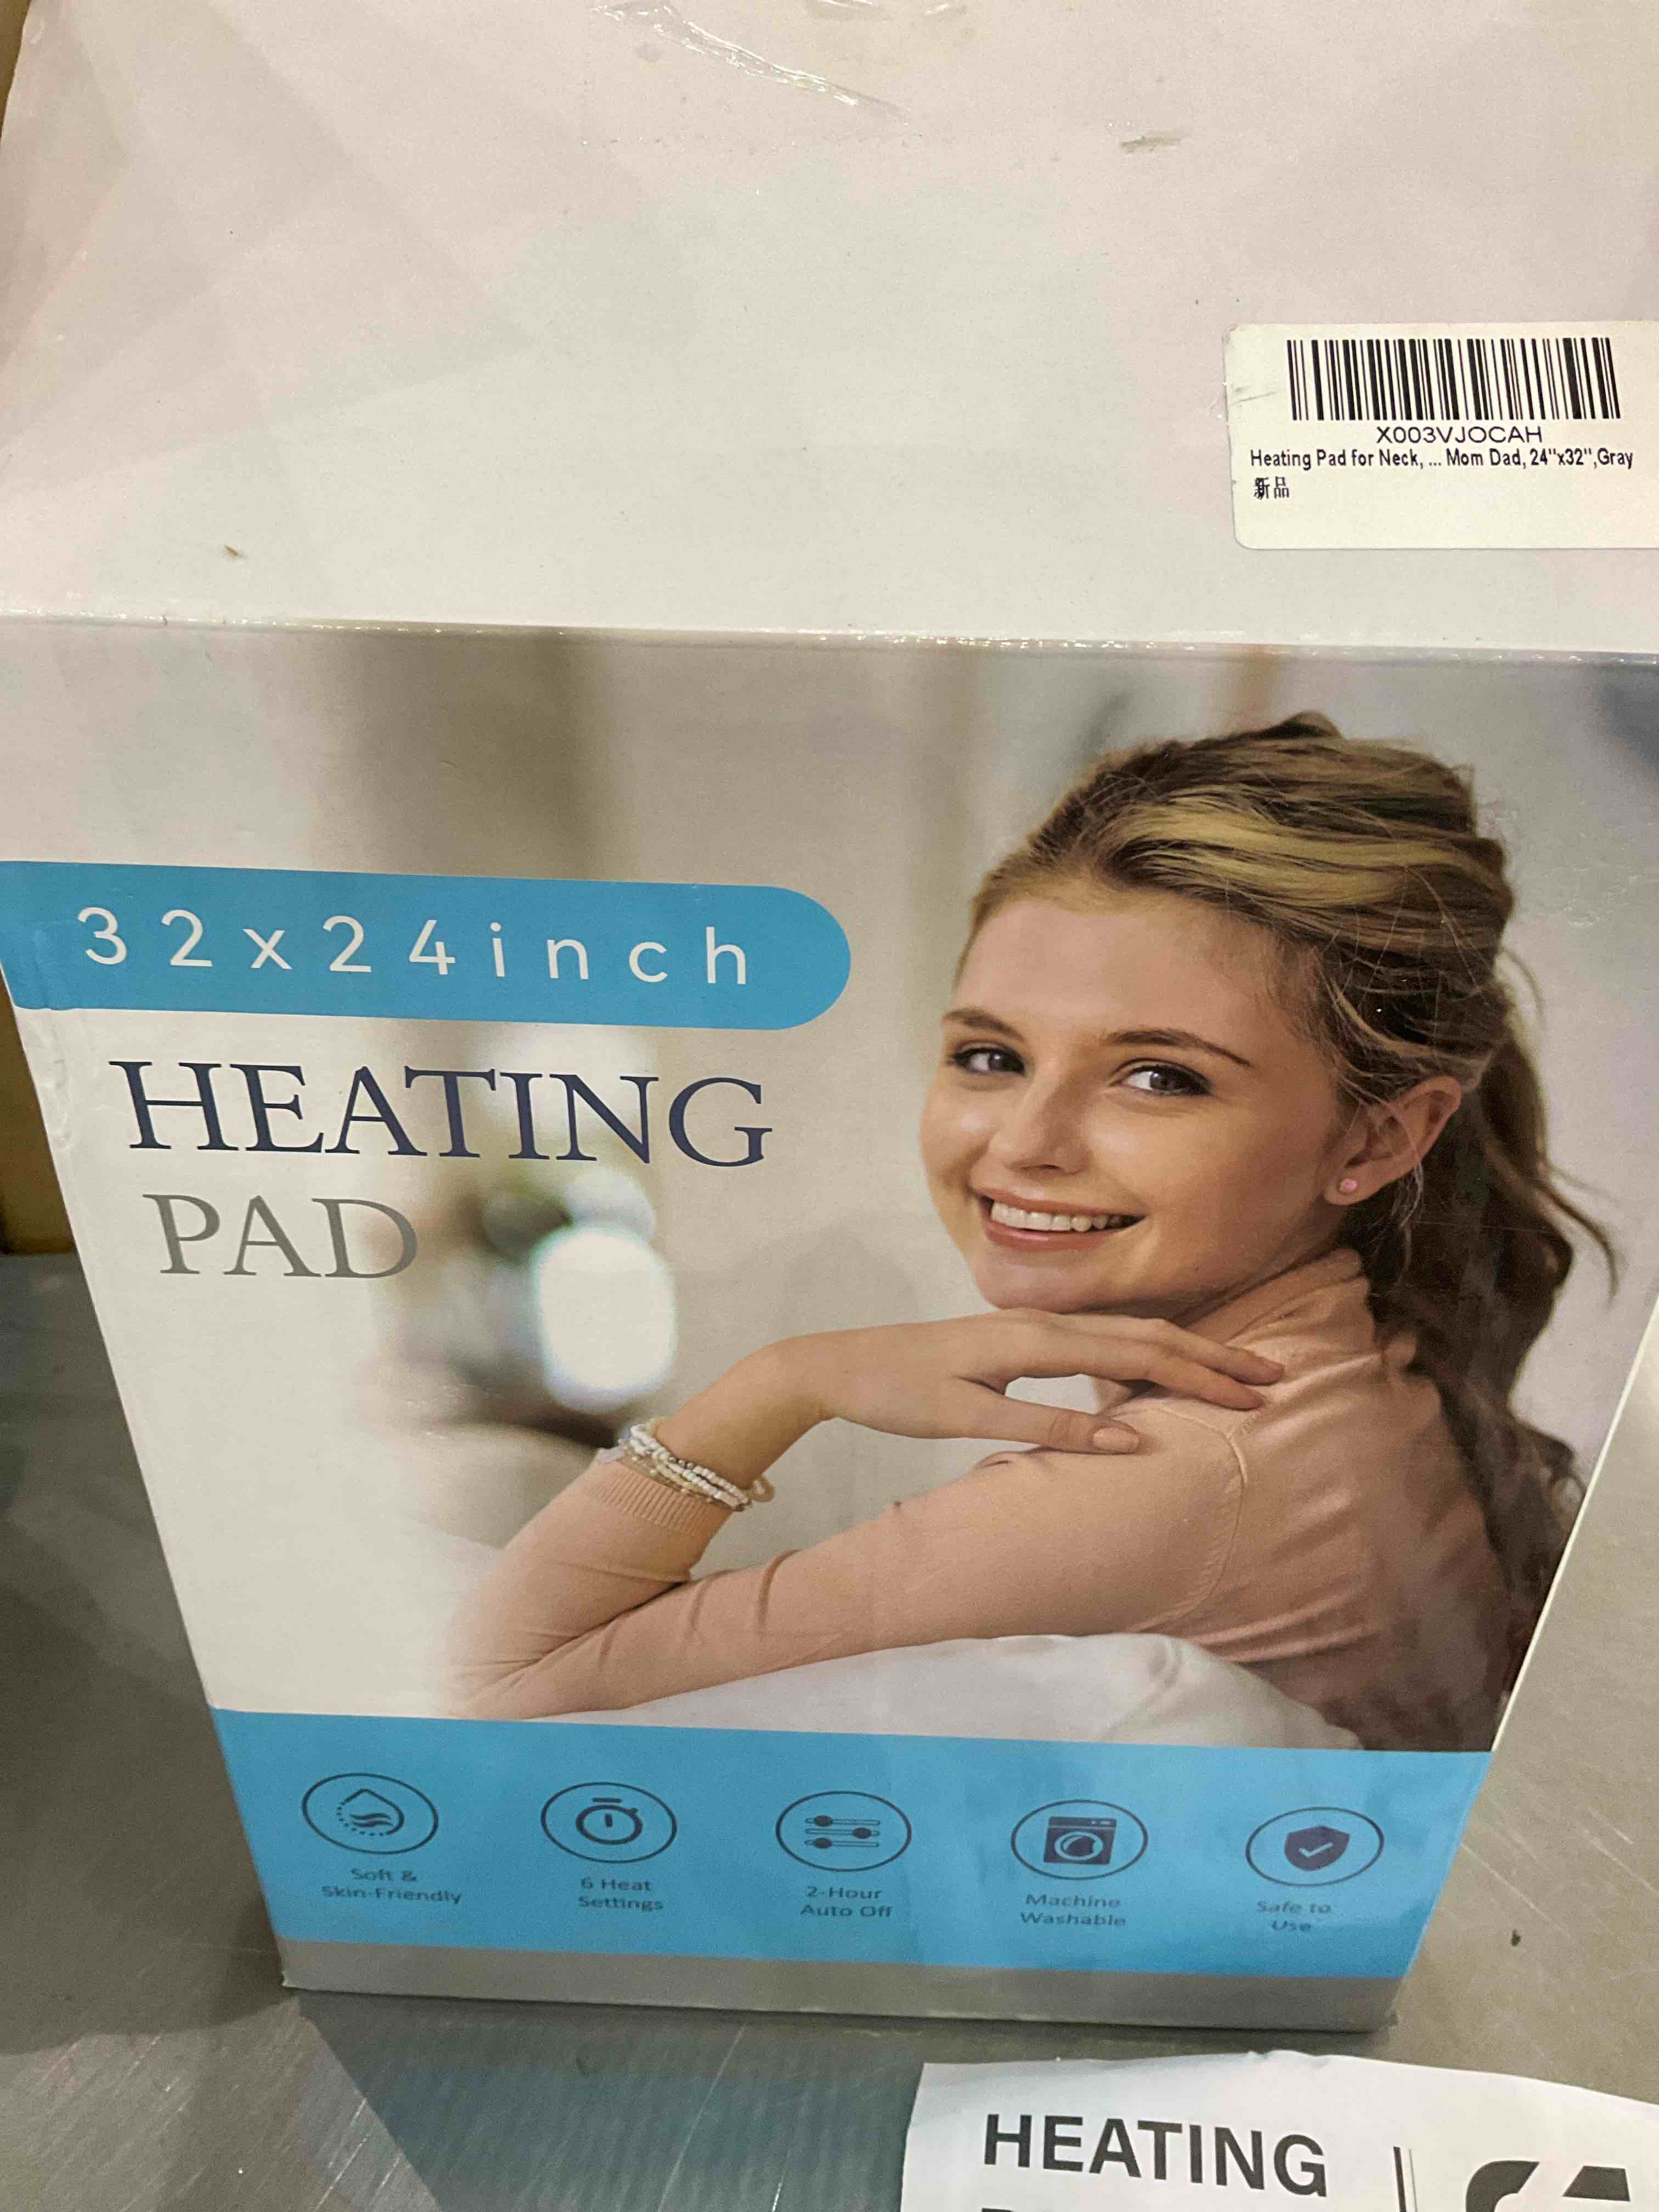 X003VJOCAH
Heating Pad for Neck, ... Mom Dad, 24"x32",Gray
新品
32x24inch
HEATING
PAD
Soft &
Skin-Friendly
6 Heat
Settings
2-Hour
Auto Off
Machine
Washable
Safe to
Use
HEATING